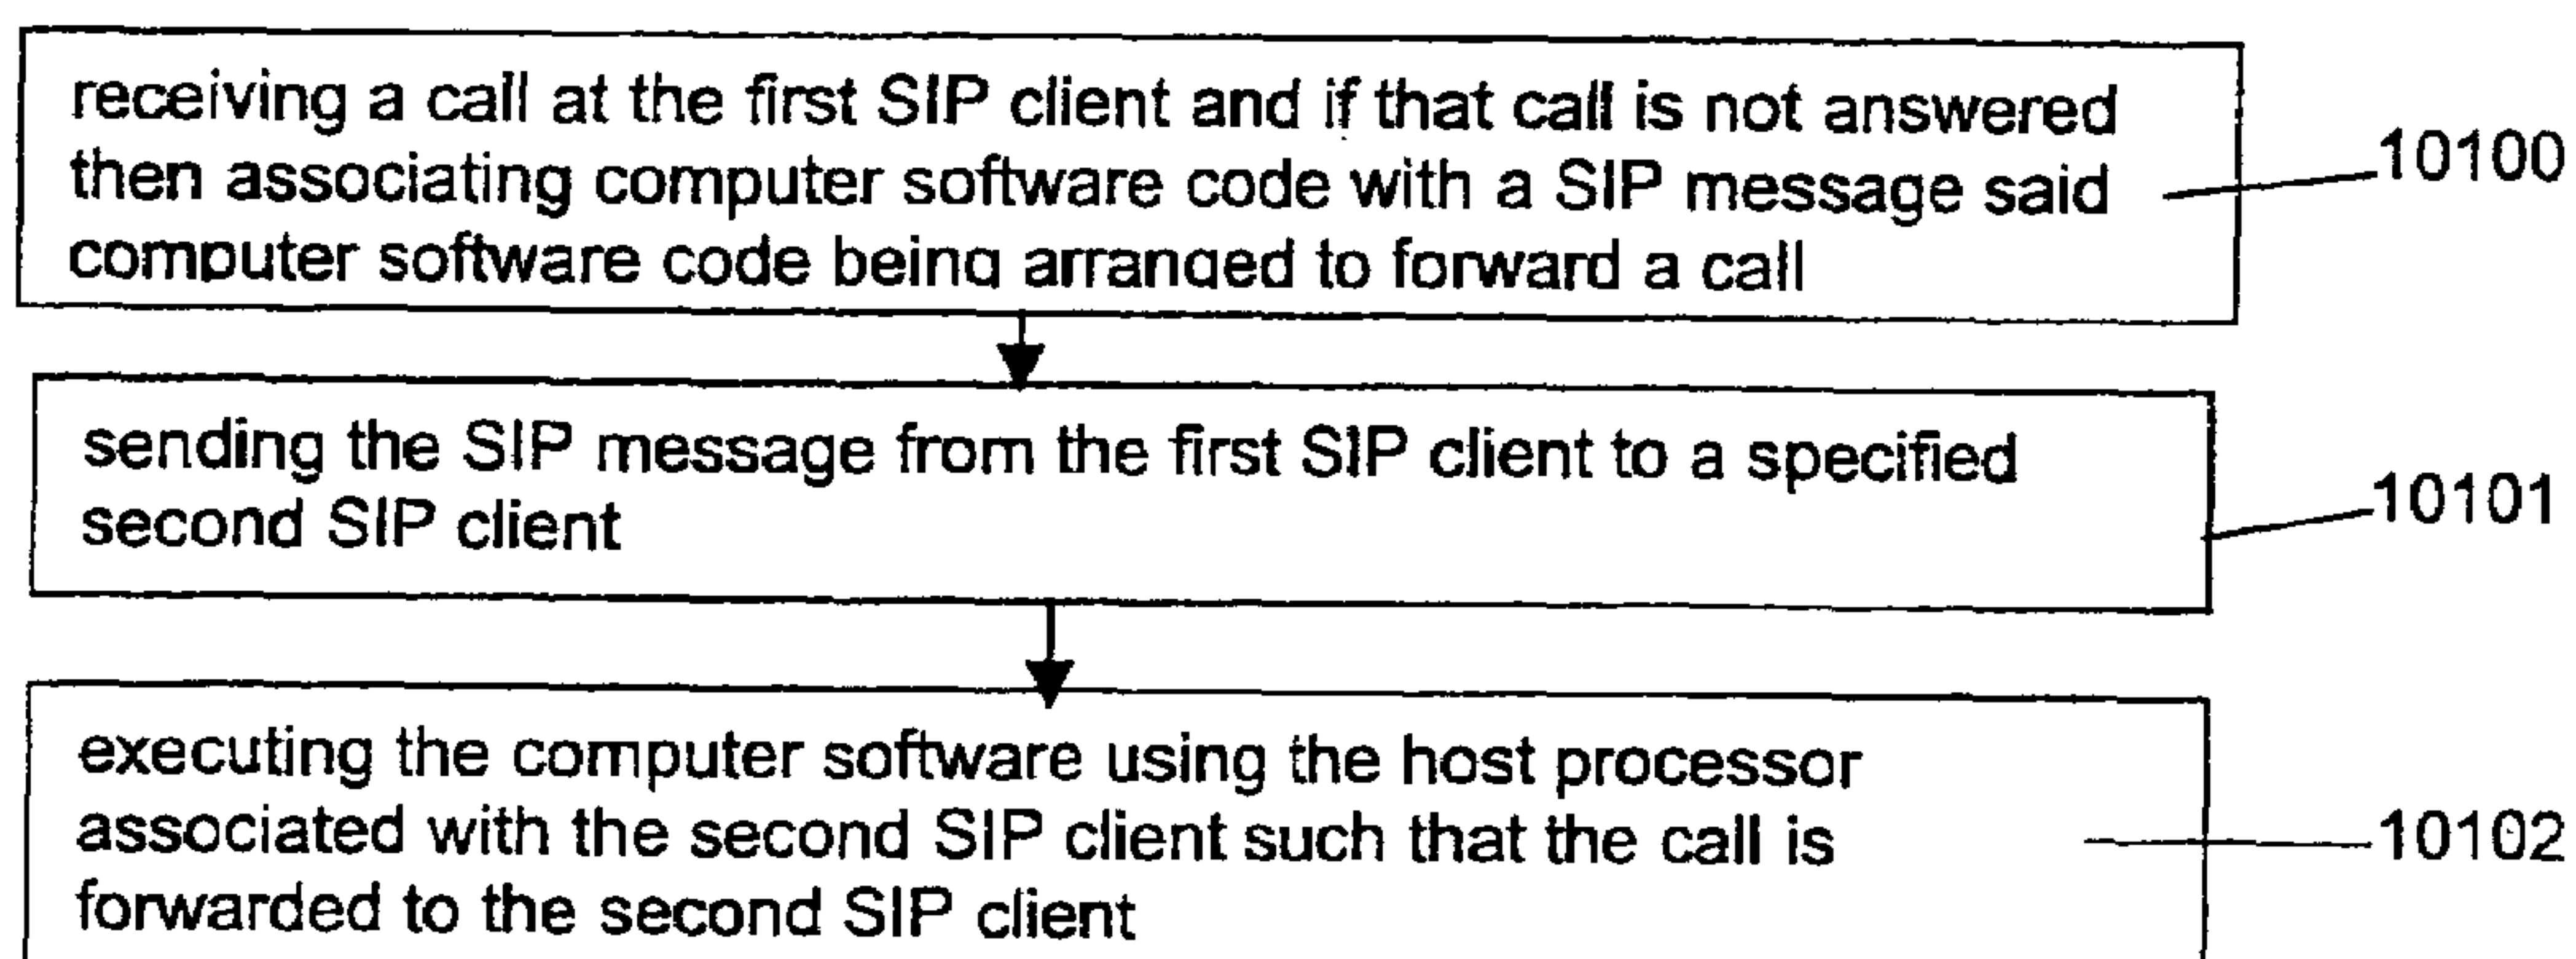 receiving a call at the first SIP client and if that call is not answered
then associating computer software code with a SIP message said
computer software code being arranged to forward a call
10100
sending the SIP message from the first SIP client to a specified
second SIP client
10101
executing the computer software using the host processor
associated with the second SIP client such that the call is
forwarded to the second SIP client
10102